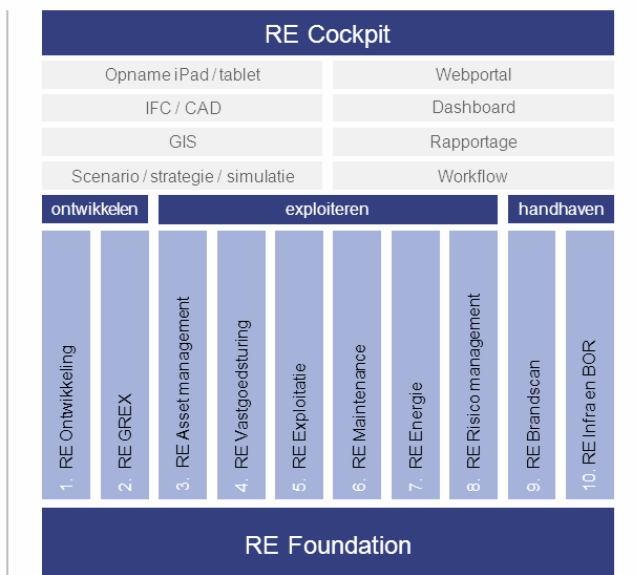 RE Cockpit
Opname iPad / tablet
Webportal
IFC / CAD
Dashboard
GIS
Rapportage
Scenario / strategie / simulatie
Workflow
ontwikkelen
exploiteren
handhaven
1. RE Ontwikkeling
2. RE GREX
3. RE Asset management
4. RE Vastgoedsturing
5. RE Exploitatie
6. RE Maintenance
7. RE Energie
8. RE Risico management
9. RE Brandscan
10. RE Infra en BOR
RE Foundation